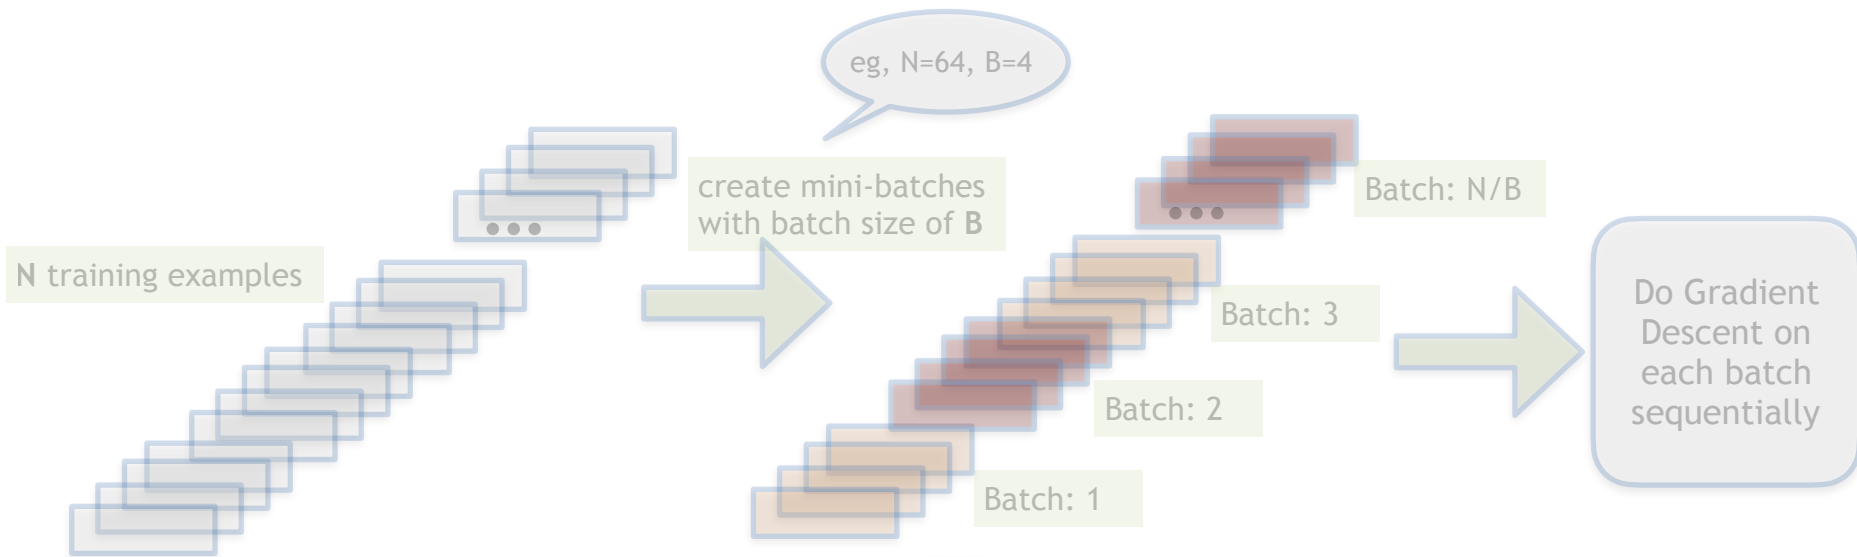 eg, N=64, B=4
N training examples
create mini-batches
with batch size of B
Batch: N/B
Batch: 3
Batch: 2
Batch: 1
Do Gradient
Descent on
each batch
sequentially